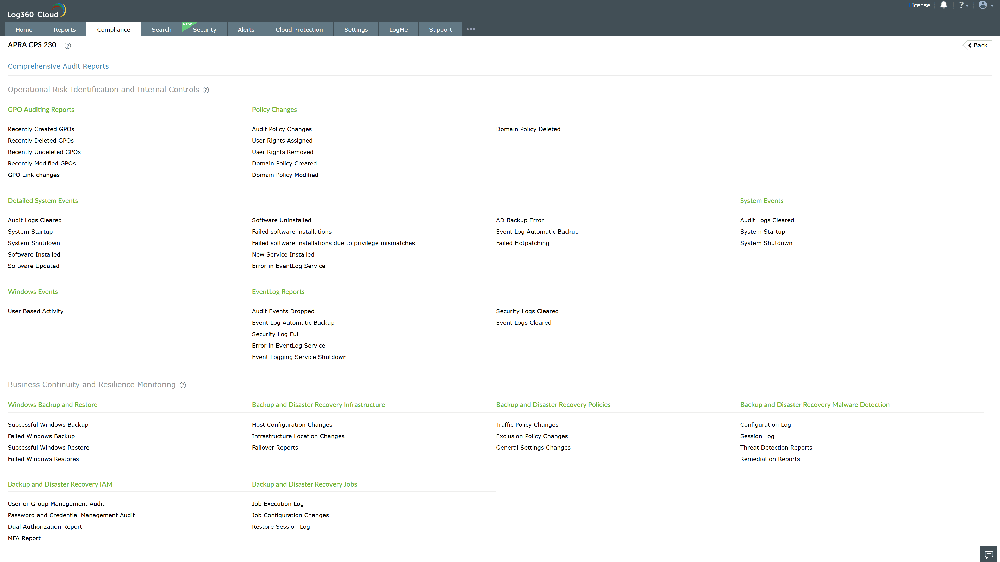 Log360 Cloud
License
?
Home
Reports
Compliance
Search
NEW
Security
Alerts
Cloud Protection
Settings
LogMe
Support
APRA CPS 230 ?
Back
Comprehensive Audit Reports
Operational Risk Identification and Internal Controls ?
GPO Auditing Reports
Recently Created GPOs
Recently Deleted GPOs
Recently Undeleted GPOs
Recently Modified GPOs
GPO Link changes
Policy Changes
Audit Policy Changes
User Rights Assigned
User Rights Removed
Domain Policy Created
Domain Policy Modified
Domain Policy Deleted
Detailed System Events
Audit Logs Cleared
System Startup
System Shutdown
Software Installed
Software Updated
Software Uninstalled
Failed software installations
Failed software installations due to privilege mismatches
New Service Installed
Error in EventLog Service
AD Backup Error
Event Log Automatic Backup
Failed Hotpatching
System Events
Audit Logs Cleared
System Startup
System Shutdown
Windows Events
User Based Activity
EventLog Reports
Audit Events Dropped
Event Log Automatic Backup
Security Log Full
Error in EventLog Service
Event Logging Service Shutdown
Security Logs Cleared
Event Logs Cleared
Business Continuity and Resilience Monitoring ?
Windows Backup and Restore
Successful Windows Backup
Failed Windows Backup
Successful Windows Restore
Failed Windows Restores
Backup and Disaster Recovery Infrastructure
Host Configuration Changes
Infrastructure Location Changes
Failover Reports
Backup and Disaster Recovery Policies
Traffic Policy Changes
Exclusion Policy Changes
General Settings Changes
Backup and Disaster Recovery Malware Detection
Configuration Log
Session Log
Threat Detection Reports
Remediation Reports
Backup and Disaster Recovery IAM
User or Group Management Audit
Password and Credential Management Audit
Dual Authorization Report
MFA Report
Backup and Disaster Recovery Jobs
Job Execution Log
Job Configuration Changes
Restore Session Log